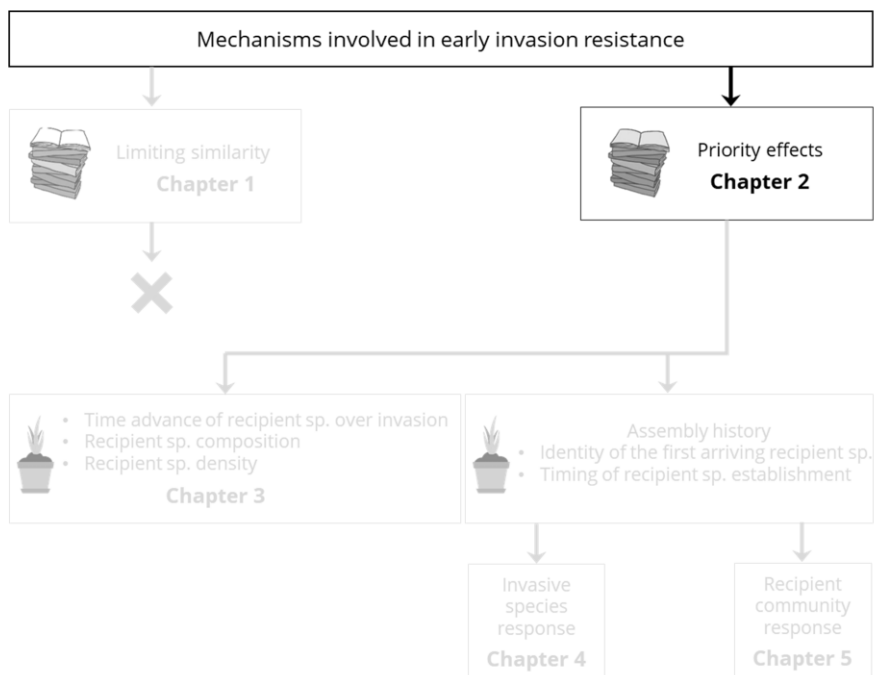 Mechanisms involved in early invasion resistance
Limiting similarity
Chapter 1
Priority effects
Chapter 2
• Time advance of recipient sp. over invasion
• Recipient sp. composition
• Recipient sp. density
Chapter 3
Assembly history
• Identity of the first arriving recipient sp.
• Timing of recipient sp. establishment
Invasive
species
response
Chapter 4
Recipient
community
response
Chapter 5